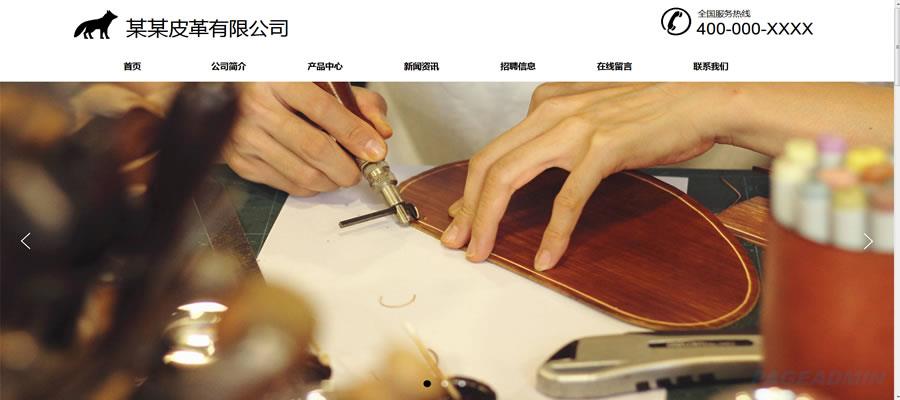 某某皮革有限公司
全国服务热线
400-000-XXXX
首页 公司简介 产品中心 新闻资讯 招聘信息 在线留言 联系我们
PAGEADMIN